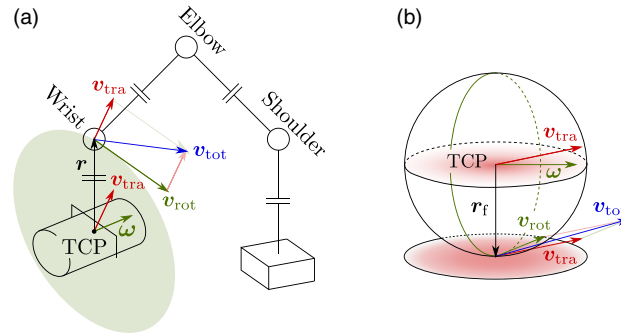 (a)
Elbow
v_tra
Wrist
Shoulder
v_tot
r
v_tra
v_rot
ω
TCP
(b)
v_tra
TCP
ω
r_f
v_rot
v_to
v_tra